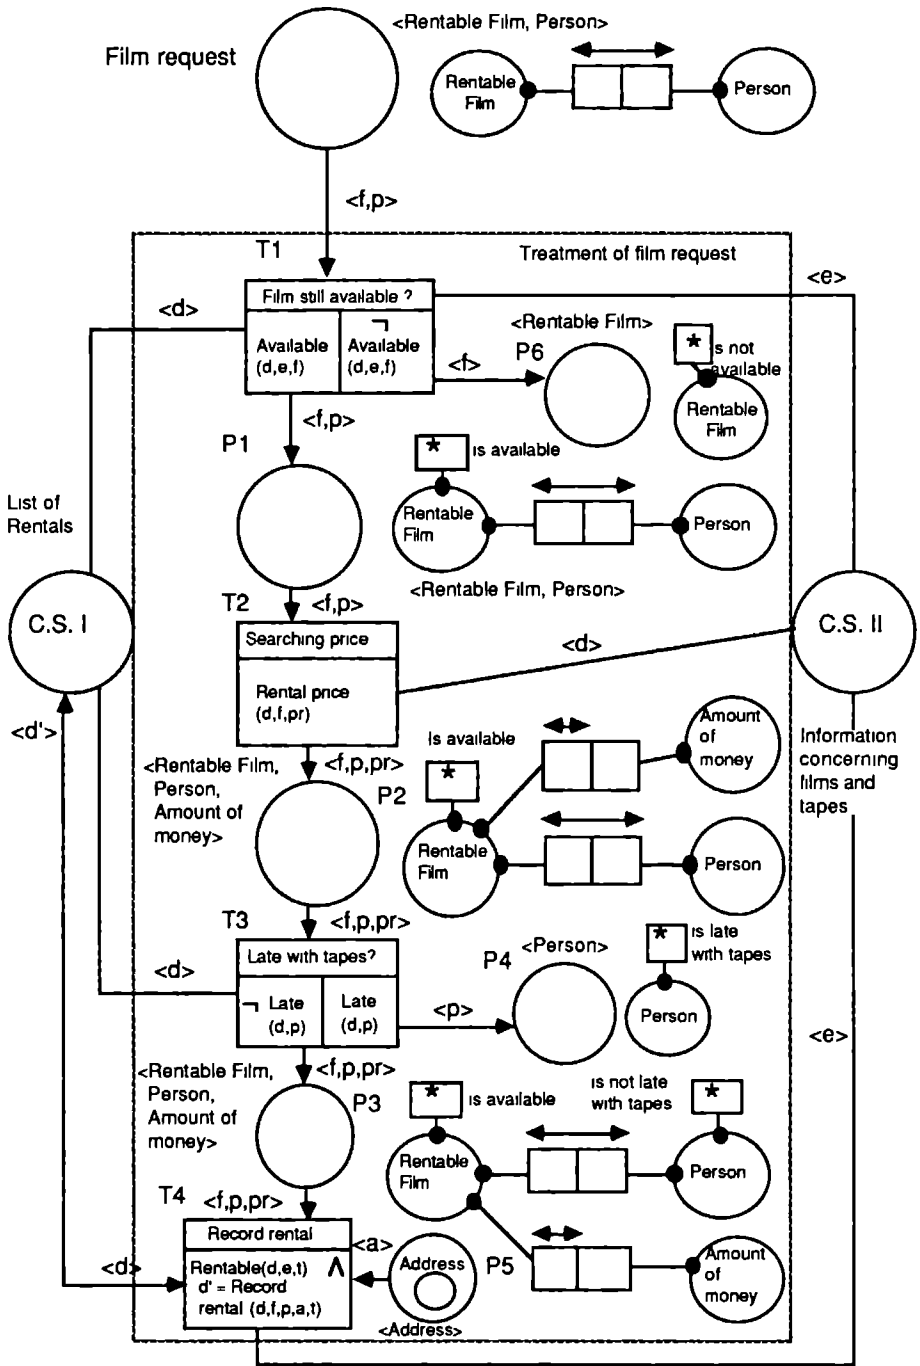 Film request
<Rentable Film, Person>
Rentable
Film
Person
<f,p>
T1
Treatment of film request
<e>
<d>
Film still available ?
Available
(d,e,f)
¬
Available
(d,e,f)
<f>
<Rentable Film>
P6
*
is not
available
Rentable
Film
<f,p>
P1
*
is available
List of
Rentals
Rentable
Film
Person
<Rentable Film, Person>
T2
<f,p>
C.S. I
C.S. II
Searching price
<d>
Rental price
(d,f,pr)
<d'>
Information
concerning
films and
tapes
<Rentable Film,
Person,
Amount of
money>
<f,p,pr>
P2
Is available
*
Amount
of
money
Rentable
Film
Person
T3
<f,p,pr>
Late with tapes?
<d>
¬ Late
(d,p)
Late
(d,p)
<p>
P4
<Person>
*
is late
with tapes
Person
<e>
<Rentable Film,
Person,
Amount of
money>
<f,p,pr>
P3
*
is available
is not late
with tapes
*
Rentable
Film
Person
T4
<f,p,pr>
Record rental
<a>
<d>
Rentable(d,e,t)
d' = Record
rental (d,f,p,a,t)
Λ
Address
<Address>
P5
Amount
of
money